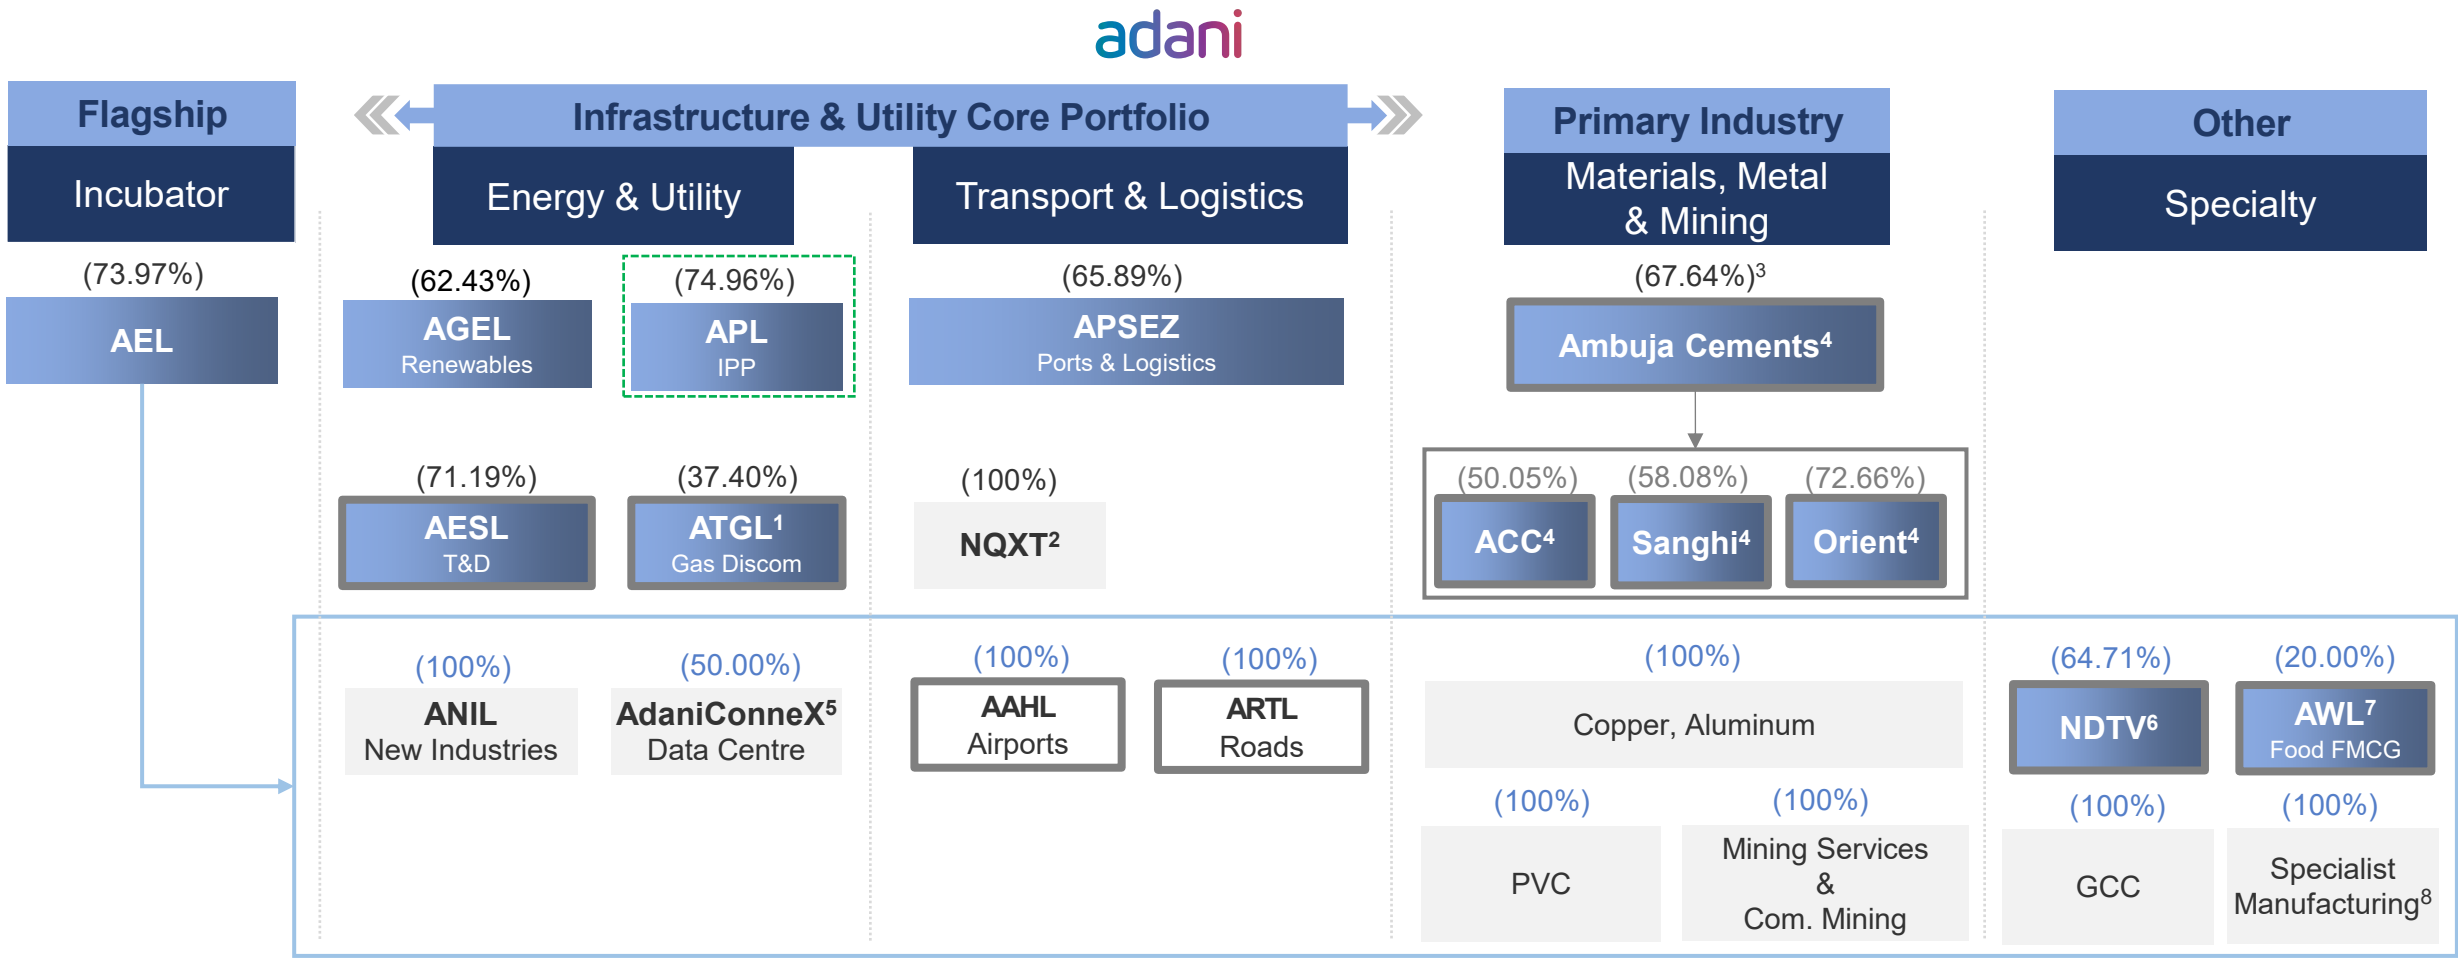 adani
Flagship
Infrastructure & Utility Core Portfolio
Primary Industry
Other
Incubator
Energy & Utility
Transport & Logistics
Materials, Metal
& Mining
Specialty
(73.97%)
AEL
(62.43%)
AGEL
Renewables
(74.96%)
APL
IPP
(65.89%)
APSEZ
Ports & Logistics
(67.64%)³
Ambuja Cements⁴
(71.19%)
AESL
T&D
(37.40%)
ATGL¹
Gas Discom
(100%)
NQXT²
(50.05%)
ACC⁴
(58.08%)
Sanghi⁴
(72.66%)
Orient⁴
(100%)
ANIL
New Industries
(50.00%)
AdaniConneX⁵
Data Centre
(100%)
AAHL
Airports
(100%)
ARTL
Roads
(100%)
Copper, Aluminum
(64.71%)
NDTV⁶
(20.00%)
AWL⁷
Food FMCG
(100%)
PVC
(100%)
Mining Services
&
Com. Mining
(100%)
GCC
(100%)
Specialist
Manufacturing⁸